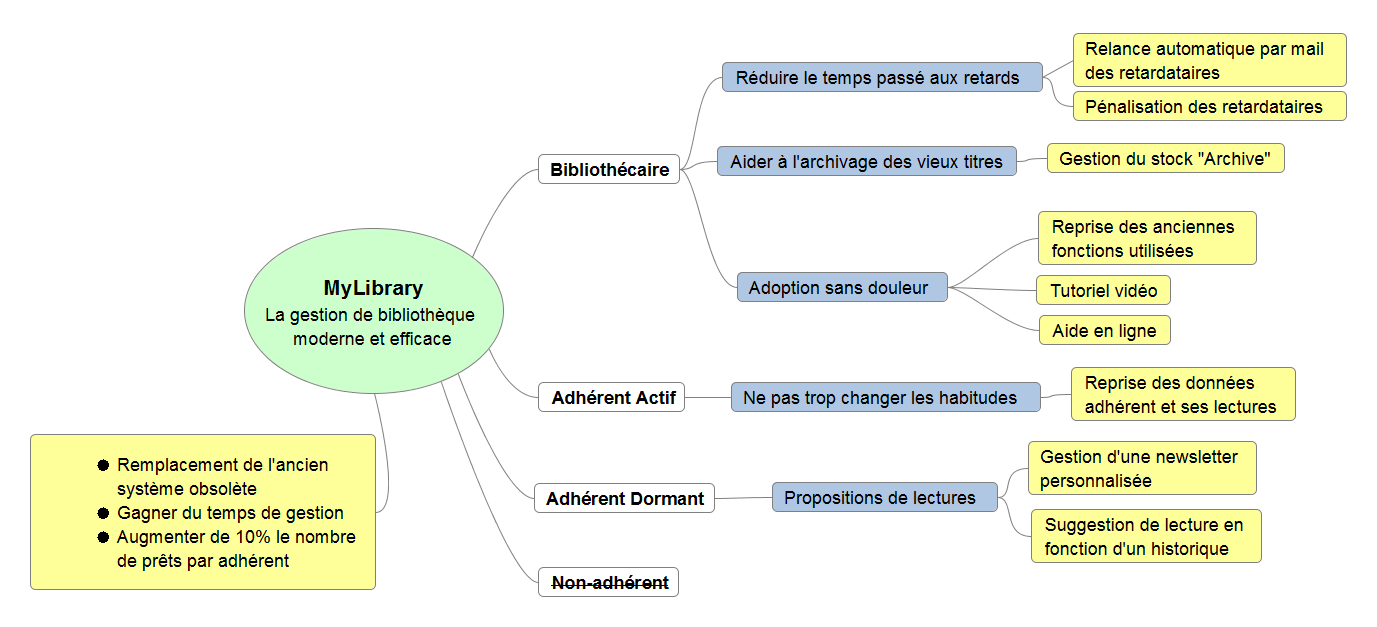 MyLibrary
La gestion de bibliothèque
moderne et efficace
● Remplacement de l'ancien
système obsolète
● Gagner du temps de gestion
● Augmenter de 10% le nombre
de prêts par adhérent
Bibliothécaire
Réduire le temps passé aux retards
Relance automatique par mail
des retardataires
Pénalisation des retardataires
Aider à l'archivage des vieux titres
Gestion du stock "Archive"
Adoption sans douleur
Reprise des anciennes
fonctions utilisées
Tutoriel vidéo
Aide en ligne
Adhérent Actif
Ne pas trop changer les habitudes
Reprise des données
adhérent et ses lectures
Adhérent Dormant
Propositions de lectures
Gestion d'une newsletter
personnalisée
Suggestion de lecture en
fonction d'un historique
Non-adhérent